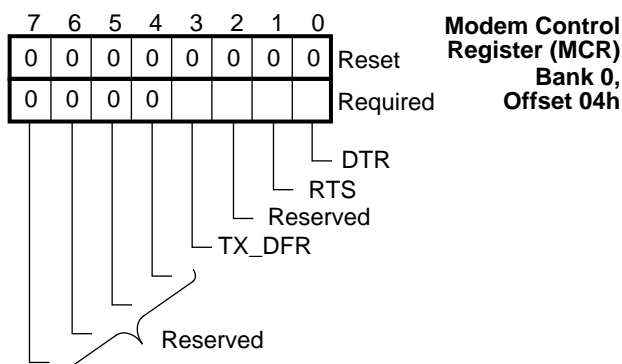 7 6 5 4 3 2 1 0
0 0 0 0 0 0 0 0 Reset
0 0 0 0 Required
Modem Control
Register (MCR)
Bank 0,
Offset 04h
DTR
RTS
Reserved
TX_DFR
Reserved